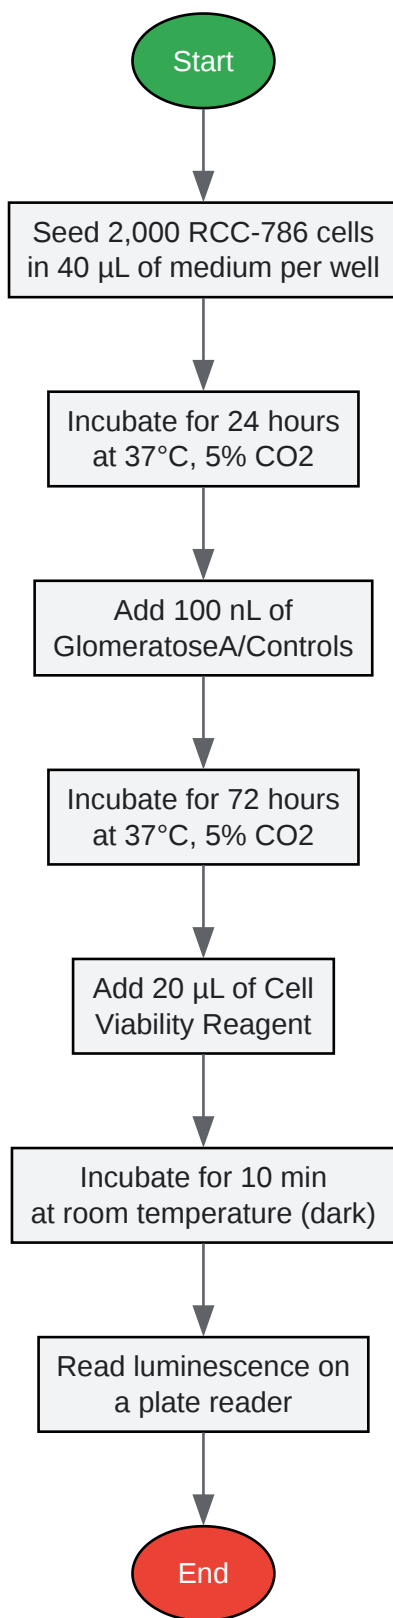 Start
Seed 2,000 RCC-786 cells
in 40 µL of medium per well
Incubate for 24 hours
at 37°C, 5% CO2
Add 100 nL of
GlomeratoseA/Controls
Incubate for 72 hours
at 37°C, 5% CO2
Add 20 µL of Cell
Viability Reagent
Incubate for 10 min
at room temperature (dark)
Read luminescence on
a plate reader
End